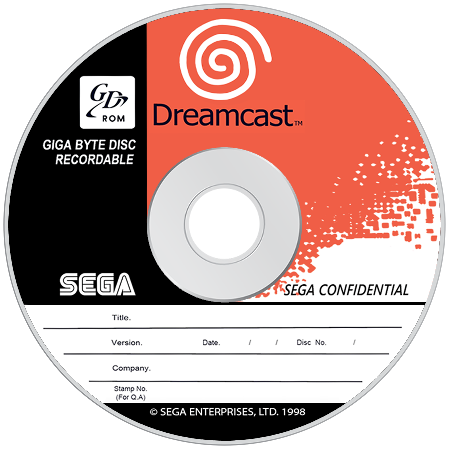 GD
ROM
Dreamcast™
GIGA BYTE DISC
RECORDABLE
SEGA
SEGA CONFIDENTIAL
Title.
Version. Date. / / Disc No. /
Company.
Stamp No.
(For Q.A)
© SEGA ENTERPRISES, LTD. 1998